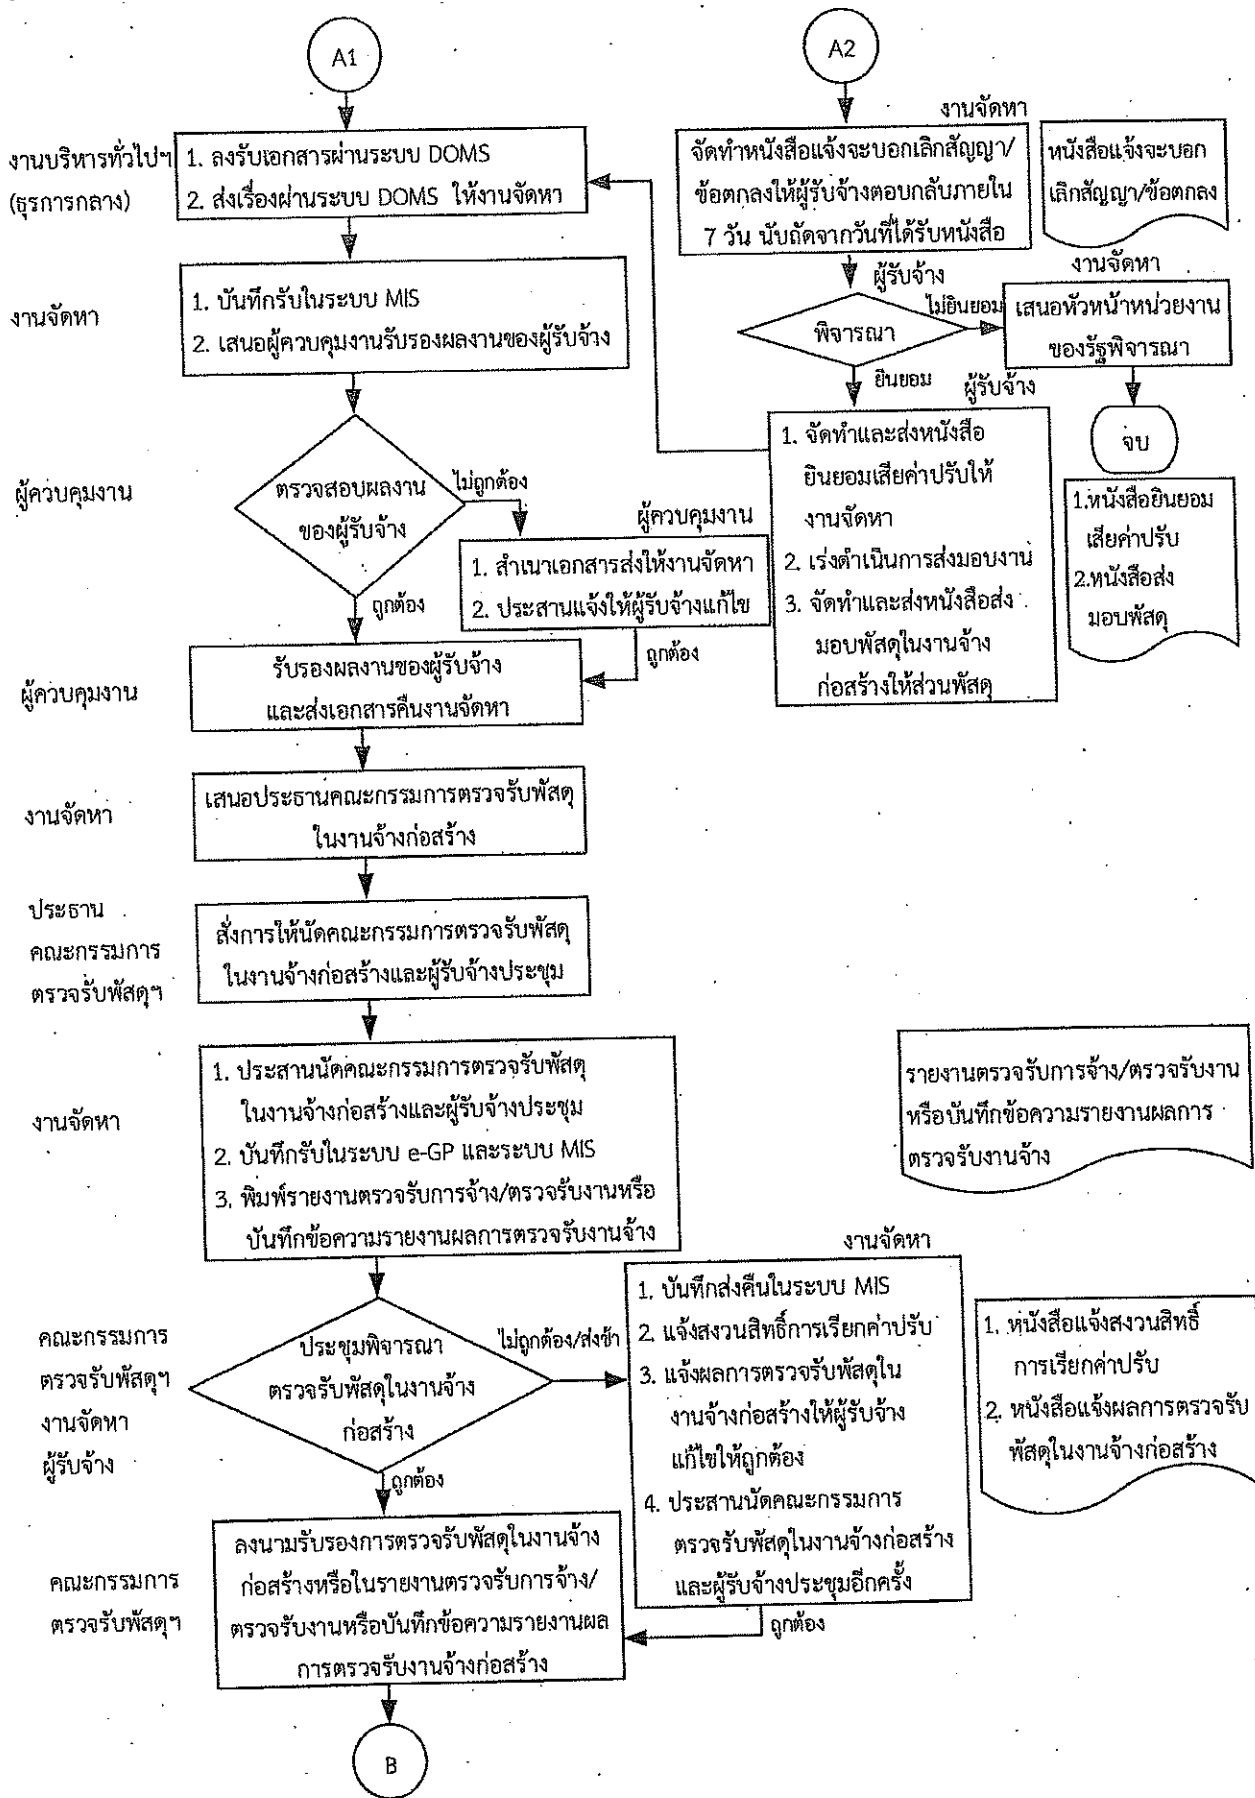 A1
งานบริหารทั่วไปฯ
(ธุรการกลาง)
1. ลงรับเอกสารผ่านระบบ DOMS
2. ส่งเรื่องผ่านระบบ DOMS ให้งานจัดหา
งานจัดหา
1. บันทึกรับในระบบ MIS
2. เสนอผู้ควบคุมงานรับรองผลงานของผู้รับจ้าง
ผู้ควบคุมงาน
ตรวจสอบผลงาน
ของผู้รับจ้าง
ไม่ถูกต้อง
ผู้ควบคุมงาน
1. สำเนาเอกสารส่งให้งานจัดหา
2. ประสานแจ้งให้ผู้รับจ้างแก้ไข
ถูกต้อง
ถูกต้อง
ผู้ควบคุมงาน
รับรองผลงานของผู้รับจ้าง
และส่งเอกสารคืนงานจัดหา
A2
งานจัดหา
จัดทำหนังสือแจ้งจะบอกเลิกสัญญา/
ข้อตกลงให้ผู้รับจ้างตอบกลับภายใน
7 วัน นับถัดจากวันที่ได้รับหนังสือ
หนังสือแจ้งจะบอก
เลิกสัญญา/ข้อตกลง
ผู้รับจ้าง
พิจารณา
ไม่ยินยอม
งานจัดหา
เสนอหัวหน้าหน่วยงาน
ของรัฐพิจารณา
จบ
ยินยอม
ผู้รับจ้าง
1. จัดทำและส่งหนังสือ
ยินยอมเสียค่าปรับให้
งานจัดหา
2. เร่งดำเนินการส่งมอบงาน
3. จัดทำและส่งหนังสือส่ง
มอบพัสดุในงานจ้าง
ก่อสร้างให้ส่วนพัสดุ
1.หนังสือยินยอม
เสียค่าปรับ
2.หนังสือส่ง
มอบพัสดุ
งานจัดหา
เสนอประธานคณะกรรมการตรวจรับพัสดุ
ในงานจ้างก่อสร้าง
ประธาน
คณะกรรมการ
ตรวจรับพัสดุฯ
สั่งการให้นัดคณะกรรมการตรวจรับพัสดุ
ในงานจ้างก่อสร้างและผู้รับจ้างประชุม
งานจัดหา
1. ประสานนัดคณะกรรมการตรวจรับพัสดุ
ในงานจ้างก่อสร้างและผู้รับจ้างประชุม
2. บันทึกรับในระบบ e-GP และระบบ MIS
3. พิมพ์รายงานตรวจรับการจ้าง/ตรวจรับงานหรือ
บันทึกข้อความรายงานผลการตรวจรับงานจ้าง
รายงานตรวจรับการจ้าง/ตรวจรับงาน
หรือบันทึกข้อความรายงานผลการ
ตรวจรับงานจ้าง
คณะกรรมการ
ตรวจรับพัสดุฯ
งานจัดหา
ผู้รับจ้าง
ประชุมพิจารณา
ตรวจรับพัสดุในงานจ้าง
ก่อสร้าง
ไม่ถูกต้อง/ส่งช้า
งานจัดหา
1. บันทึกส่งคืนในระบบ MIS
2. แจ้งสงวนสิทธิ์การเรียกค่าปรับ
3. แจ้งผลการตรวจรับพัสดุใน
งานจ้างก่อสร้างให้ผู้รับจ้าง
แก้ไขให้ถูกต้อง
4. ประสานนัดคณะกรรมการ
ตรวจรับพัสดุในงานจ้างก่อสร้าง
และผู้รับจ้างประชุมอีกครั้ง
1. หนังสือแจ้งสงวนสิทธิ์
การเรียกค่าปรับ
2. หนังสือแจ้งผลการตรวจรับ
พัสดุในงานจ้างก่อสร้าง
ถูกต้อง
ถูกต้อง
คณะกรรมการ
ตรวจรับพัสดุฯ
ลงนามรับรองการตรวจรับพัสดุในงานจ้าง
ก่อสร้างหรือในรายงานตรวจรับการจ้าง/
ตรวจรับงานหรือบันทึกข้อความรายงานผล
การตรวจรับงานจ้างก่อสร้าง
B